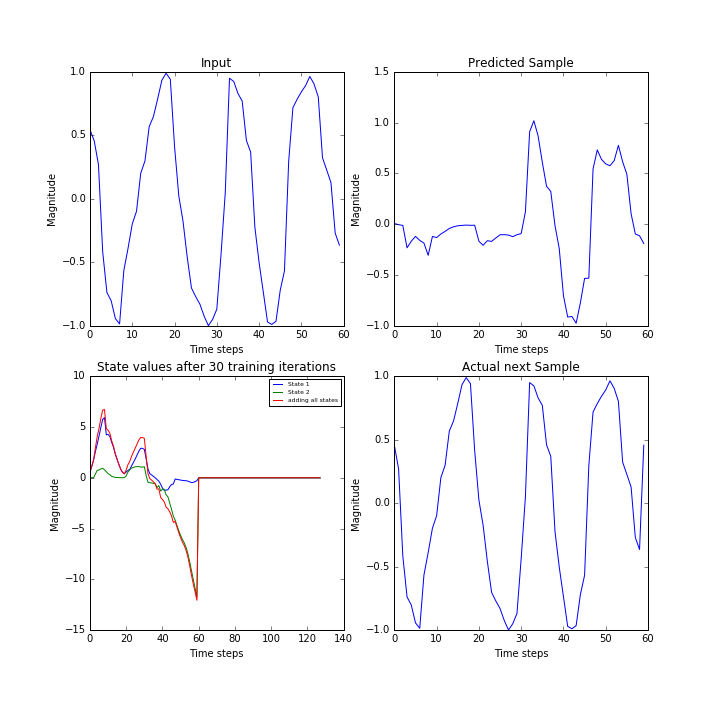 Input
Magnitude
1.0
0.5
0.0
−0.5
−1.0
0 10 20 30 40 50 60
Time steps
Predicted Sample
Magnitude
1.5
1.0
0.5
0.0
−0.5
−1.0
0 10 20 30 40 50 60
Time steps
State values after 30 training iterations
Magnitude
10
5
0
−5
−10
−15
0 20 40 60 80 100 120 140
Time steps
State 1
State 2
adding all states
Actual next Sample
Magnitude
1.0
0.5
0.0
−0.5
−1.0
0 10 20 30 40 50 60
Time steps